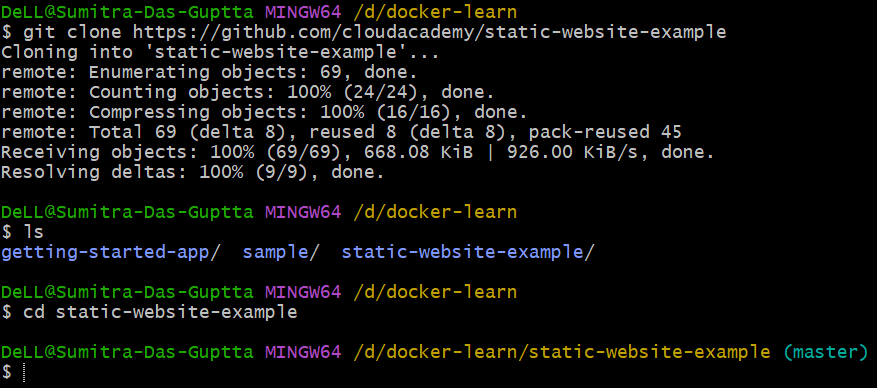 DeLL@Sumitra-Das-Guptta MINGW64 /d/docker-learn
$ git clone https://github.com/cloudacademy/static-website-example
Cloning into 'static-website-example'...
remote: Enumerating objects: 69, done.
remote: Counting objects: 100% (24/24), done.
remote: Compressing objects: 100% (16/16), done.
remote: Total 69 (delta 8), reused 8 (delta 8), pack-reused 45
Receiving objects: 100% (69/69), 668.08 KiB | 926.00 KiB/s, done.
Resolving deltas: 100% (9/9), done.
DeLL@Sumitra-Das-Guptta MINGW64 /d/docker-learn
$ ls
getting-started-app/  sample/  static-website-example/
DeLL@Sumitra-Das-Guptta MINGW64 /d/docker-learn
$ cd static-website-example
DeLL@Sumitra-Das-Guptta MINGW64 /d/docker-learn/static-website-example (master)
$